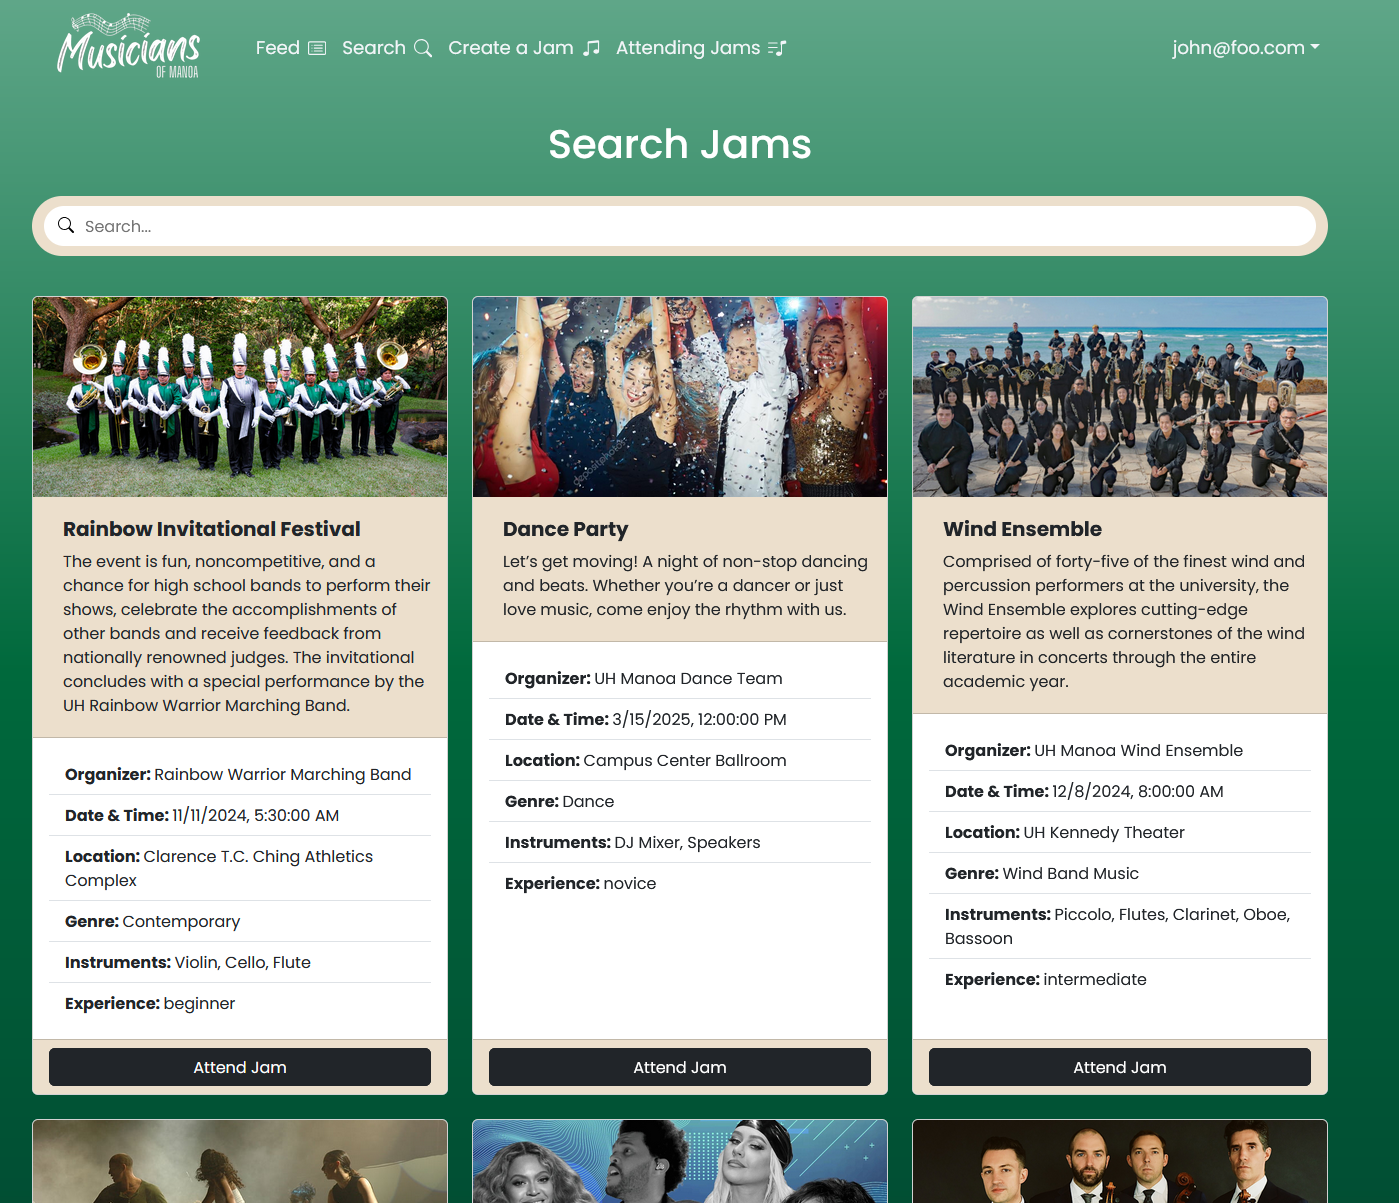 Musicians
OF MANOA
Feed
Search
Create a Jam
Attending Jams
john@foo.com
Search Jams
Search...
Rainbow Invitational Festival
The event is fun, noncompetitive, and a
chance for high school bands to perform their
shows, celebrate the accomplishments of
other bands and receive feedback from
nationally renowned judges. The invitational
concludes with a special performance by the
UH Rainbow Warrior Marching Band.
Organizer: Rainbow Warrior Marching Band
Date & Time: 11/11/2024, 5:30:00 AM
Location: Clarence T.C. Ching Athletics
Complex
Genre: Contemporary
Instruments: Violin, Cello, Flute
Experience: beginner
Attend Jam
Dance Party
Let's get moving! A night of non-stop dancing
and beats. Whether you're a dancer or just
love music, come enjoy the rhythm with us.
Organizer: UH Manoa Dance Team
Date & Time: 3/15/2025, 12:00:00 PM
Location: Campus Center Ballroom
Genre: Dance
Instruments: DJ Mixer, Speakers
Experience: novice
Attend Jam
Wind Ensemble
Comprised of forty-five of the finest wind and
percussion performers at the university, the
Wind Ensemble explores cutting-edge
repertoire as well as cornerstones of the wind
literature in concerts through the entire
academic year.
Organizer: UH Manoa Wind Ensemble
Date & Time: 12/8/2024, 8:00:00 AM
Location: UH Kennedy Theater
Genre: Wind Band Music
Instruments: Piccolo, Flutes, Clarinet, Oboe,
Bassoon
Experience: intermediate
Attend Jam